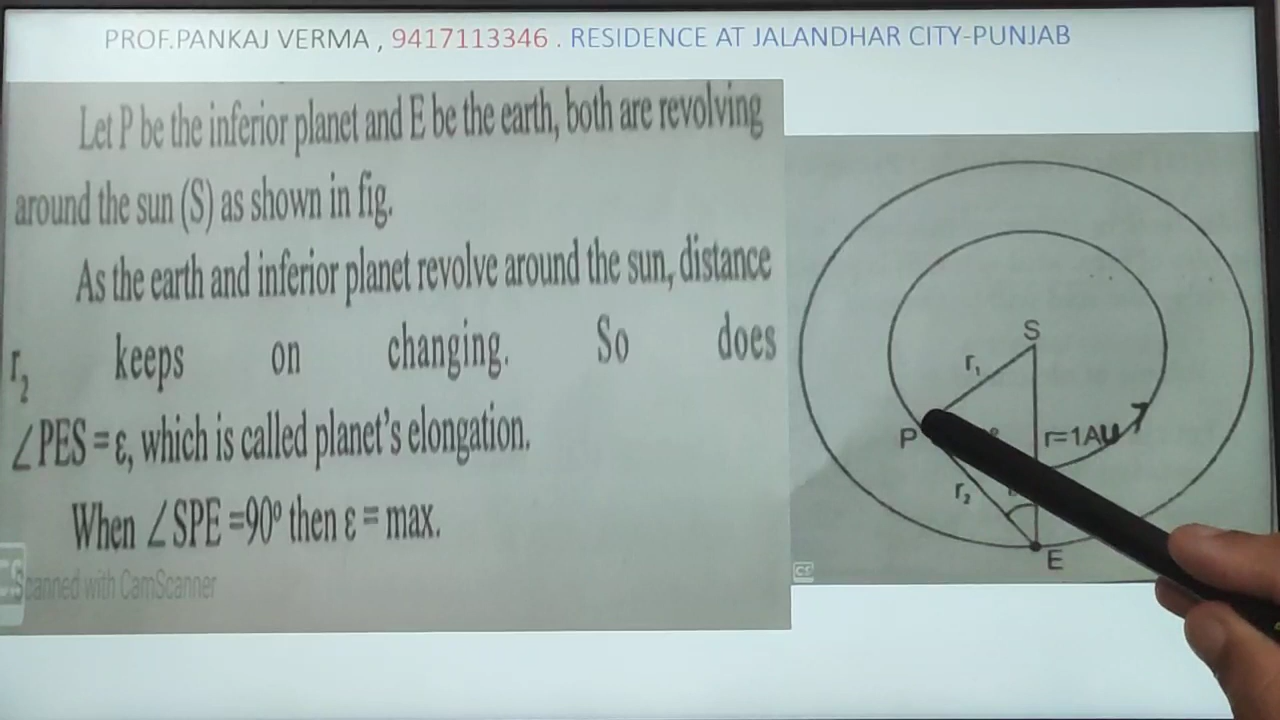 PROF.PANKAJ VERMA , 9417113346 . RESIDENCE AT JALANDHAR CITY-PUNJAB
Let P be the inferior planet and E be the earth, both are revolving
around the sun (S) as shown in fig.
As the earth and inferior planet revolve around the sun, distance
r₂ keeps on changing. So does
∠PES = ε, which is called planet's elongation.
When ∠SPE =90º then ε = max.
CS
Scanned with CamScanner
S
r₁
P
r=1AU
r₂
E
CS